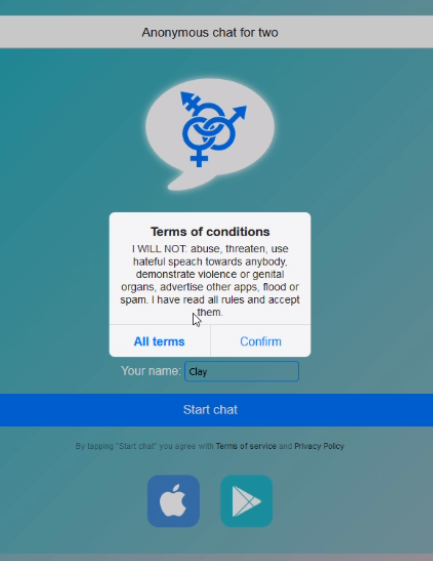 Anonymous chat for two
Terms of conditions
I WILL NOT: abuse, threaten, use
hateful speach towards anybody,
demonstrate violence or genital
organs, advertise other apps, flood or
spam. I have read all rules and accept
them.
All terms
Confirm
Your name: Clay
Start chat
By tapping "Start chat" you agree with Terms of service and Privacy Policy